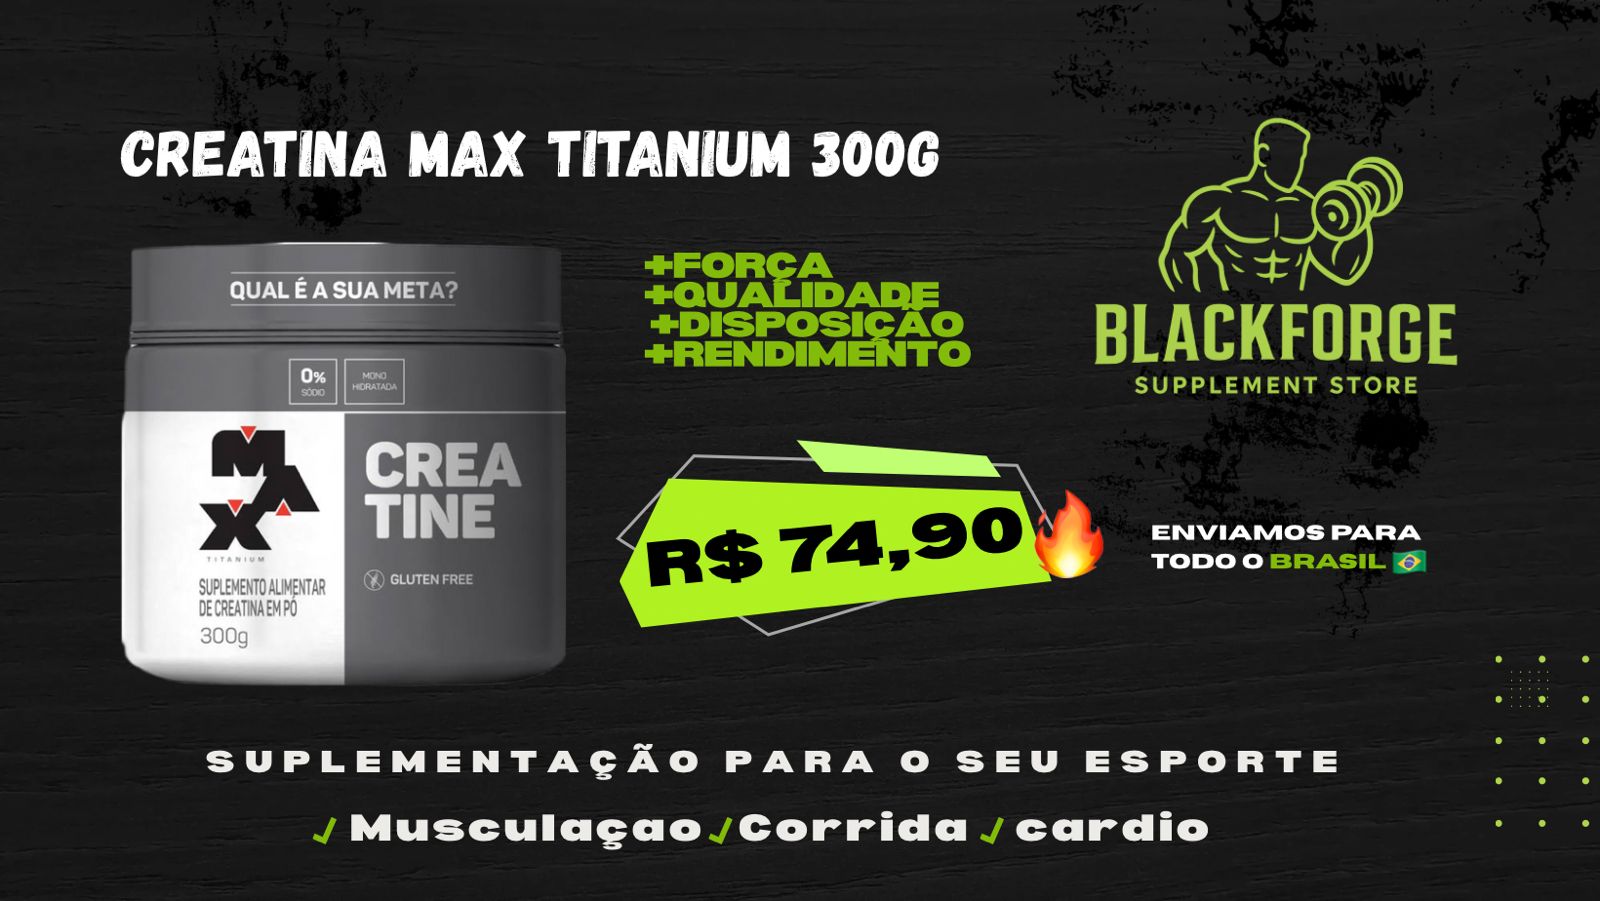 CREATINA MAX TITANIUM 300G
QUAL É A SUA META?
0%
SÓDIO
MONO
HIDRATADA
MAX
TITANIUM
SUPLEMENTO ALIMENTAR
DE CREATINA EM PÓ
300g
CREA
TINE
GLUTEN FREE
+FORÇA
+QUALIDADE
+DISPOSIÇÃO
+RENDIMENTO
R$ 74,90
BLACKFORGE
SUPPLEMENT STORE
ENVIAMOS PARA
TODO O BRASIL
SUPLEMENTAÇÃO PARA O SEU ESPORTE
✓ Musculaçao ✓ Corrida ✓ cardio